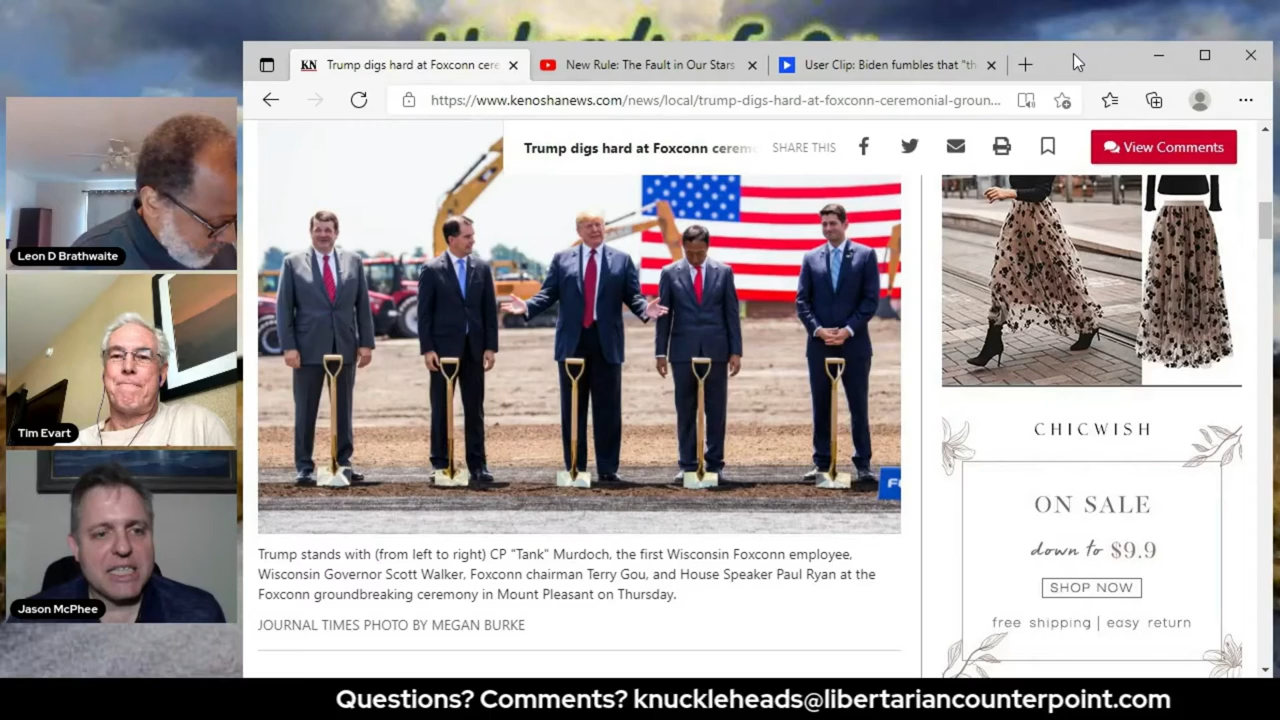 KN Trump digs hard at Foxconn cere
New Rule: The Fault in Our Stars
User Clip: Biden fumbles that "th
https://www.kenoshanews.com/news/local/trump-digs-hard-at-foxconn-ceremonial-groun...
Trump digs hard at Foxconn cerem
SHARE THIS
View Comments
Leon D Brathwaite
Tim Evart
Jason McPhee
Trump stands with (from left to right) CP "Tank" Murdoch, the first Wisconsin Foxconn employee,
Wisconsin Governor Scott Walker, Foxconn chairman Terry Gou, and House Speaker Paul Ryan at the
Foxconn groundbreaking ceremony in Mount Pleasant on Thursday.
JOURNAL TIMES PHOTO BY MEGAN BURKE
CHICWISH
ON SALE
down to $9.9
SHOP NOW
free shipping | easy return
Questions? Comments? knuckleheads@libertariancounterpoint.com